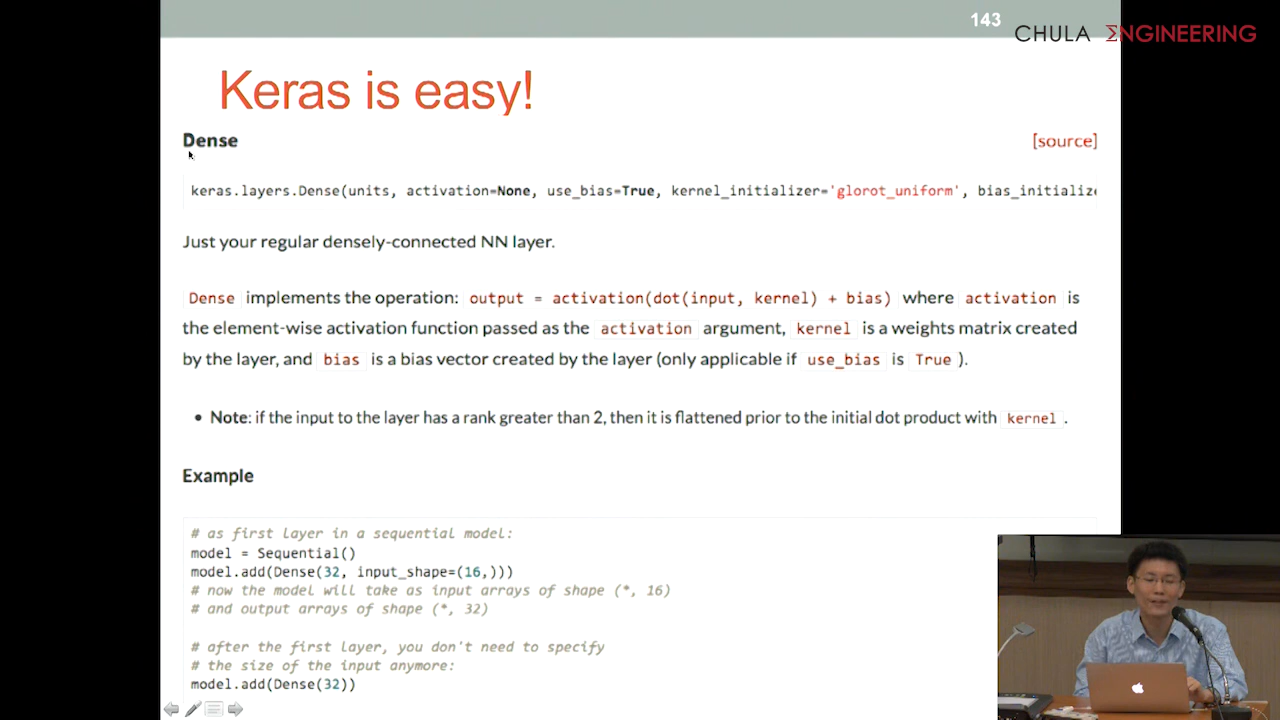 143
CHULA ΣNGINEERING
Keras is easy!
Dense
[source]
keras.layers.Dense(units, activation=None, use_bias=True, kernel_initializer='glorot_uniform', bias_initialize
Just your regular densely-connected NN layer.
Dense implements the operation: output = activation(dot(input, kernel) + bias) where activation is
the element-wise activation function passed as the activation argument, kernel is a weights matrix created
by the layer, and bias is a bias vector created by the layer (only applicable if use_bias is True ).
• Note: if the input to the layer has a rank greater than 2, then it is flattened prior to the initial dot product with kernel .
Example
# as first layer in a sequential model:
model = Sequential()
model.add(Dense(32, input_shape=(16,)))
# now the model will take as input arrays of shape (*, 16)
# and output arrays of shape (*, 32)
# after the first layer, you don't need to specify
# the size of the input anymore:
model.add(Dense(32))